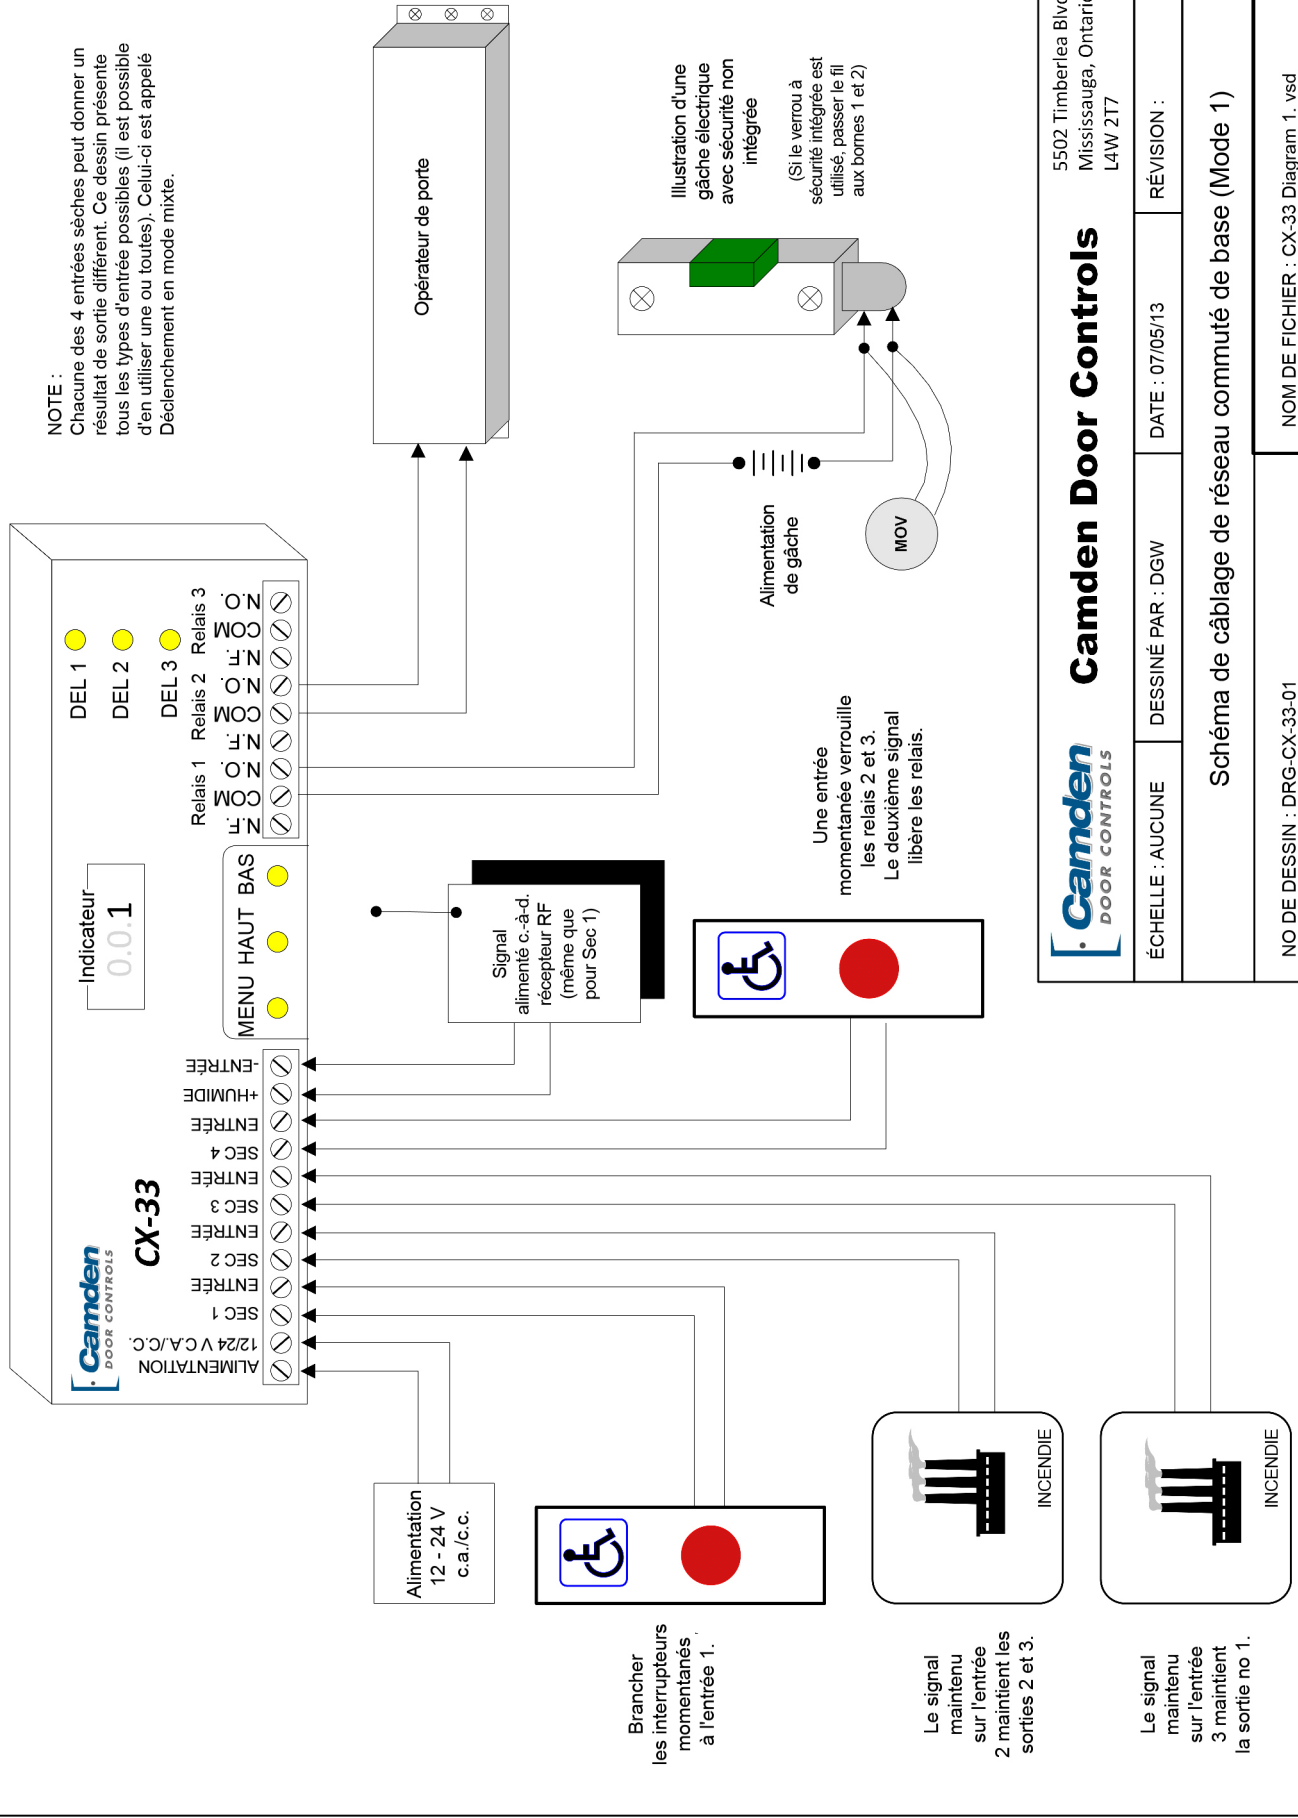 NOTE :
Chacune des 4 entrées sèches peut donner un
résultat de sortie différent. Ce dessin présente
tous les types d'entrée possibles (il est possible
d'en utiliser une ou toutes). Celui-ci est appelé
Déclenchement en mode mixte.
Camden
DOOR CONTROLS
CX-33
Indicateur
0.0.1
DEL 1
DEL 2
DEL 3
MENU HAUT BAS
Relais 1 Relais 2 Relais 3
ALIMENTATION
12/24 V C.A./C.C.
SEC 1
ENTRÉE
SEC 2
ENTRÉE
SEC 3
ENTRÉE
SEC 4
ENTRÉE
+HUMIDE
-ENTRÉE
N.F.
COM
N.O.
N.F.
COM
N.O.
N.F.
COM
N.O.
Alimentation
12 - 24 V
c.a./c.c.
Signal
alimenté c.-à-d.
récepteur RF
(même que
pour Sec 1)
Opérateur de porte
Brancher
les interrupteurs
momentanés
à l'entrée 1.
Une entrée
momentanée verrouille
les relais 2 et 3.
Le deuxième signal
libère les relais.
Alimentation
de gâche
MOV
Illustration d'une
gâche électrique
avec sécurité non
intégrée
(Si le verrou à
sécurité intégrée est
utilisé, passer le fil
aux bornes 1 et 2)
Le signal
maintenu
sur l'entrée
2 maintient les
sorties 2 et 3.
INCENDIE
Le signal
maintenu
sur l'entrée
3 maintient
la sortie no 1.
INCENDIE
Camden
DOOR CONTROLS
Camden Door Controls
5502 Timberlea Blvd
Mississauga, Ontario
L4W 2T7
ÉCHELLE : AUCUNE
DESSINÉ PAR : DGW
DATE : 07/05/13
RÉVISION :
Schéma de câblage de réseau commuté de base (Mode 1)
NO DE DESSIN : DRG-CX-33-01
NOM DE FICHIER : CX-33 Diagram 1. vsd